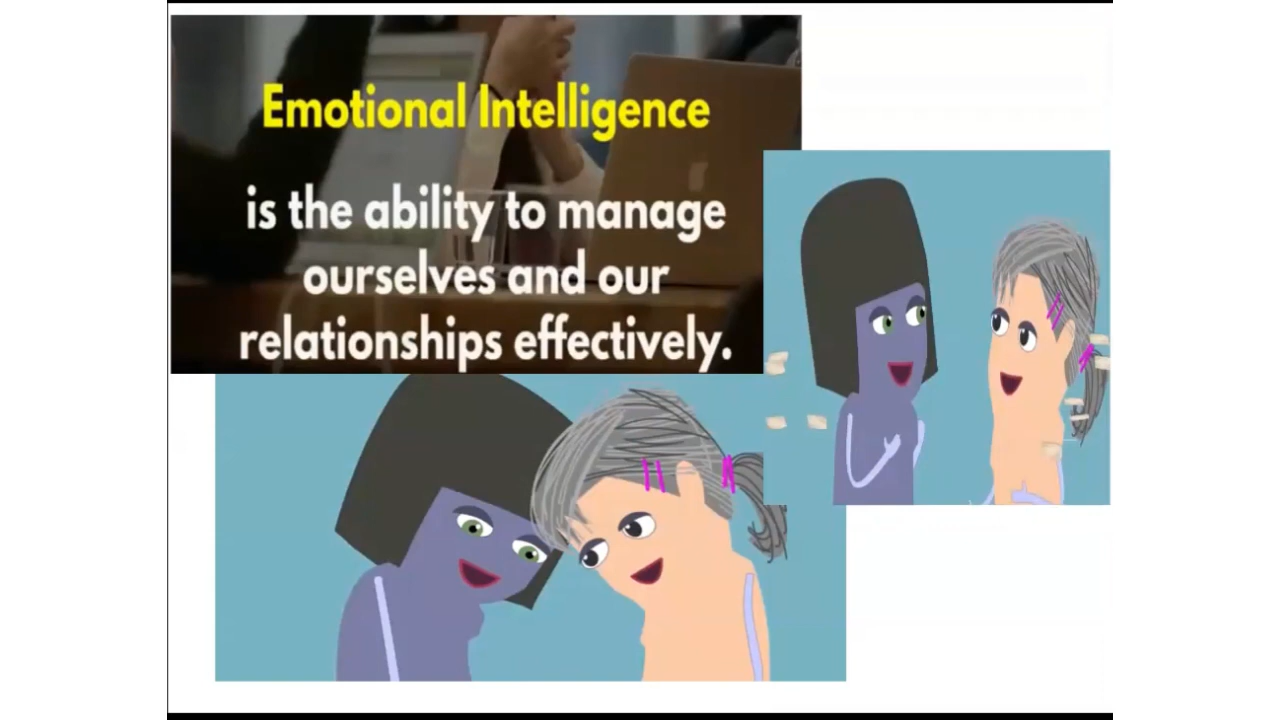 Emotional Intelligence
is the ability to manage
ourselves and our
relationships effectively.